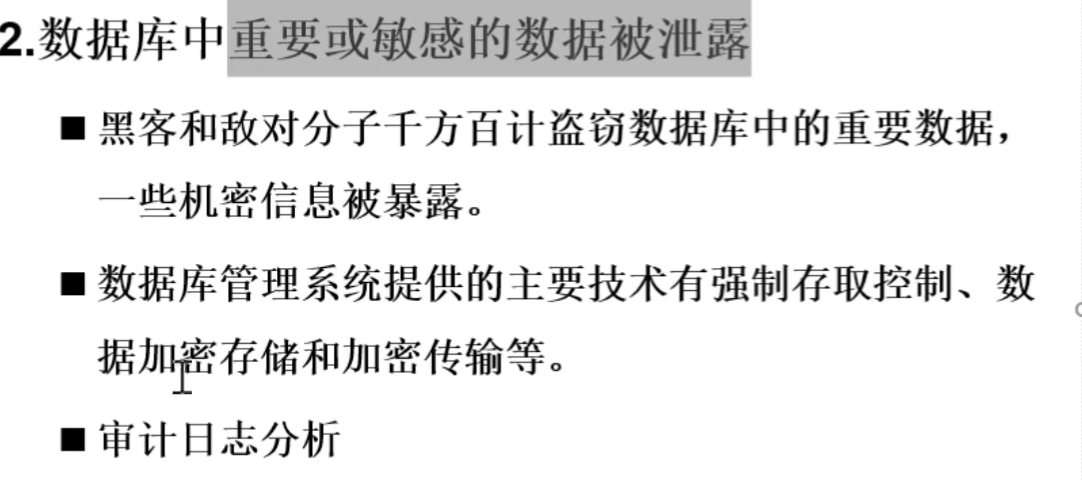 2.数据库中重要或敏感的数据被泄露
■ 黑客和敌对分子千方百计盗窃数据库中的重要数据，
一些机密信息被暴露。
■ 数据库管理系统提供的主要技术有强制存取控制、数
据加密存储和加密传输等。
■ 审计日志分析